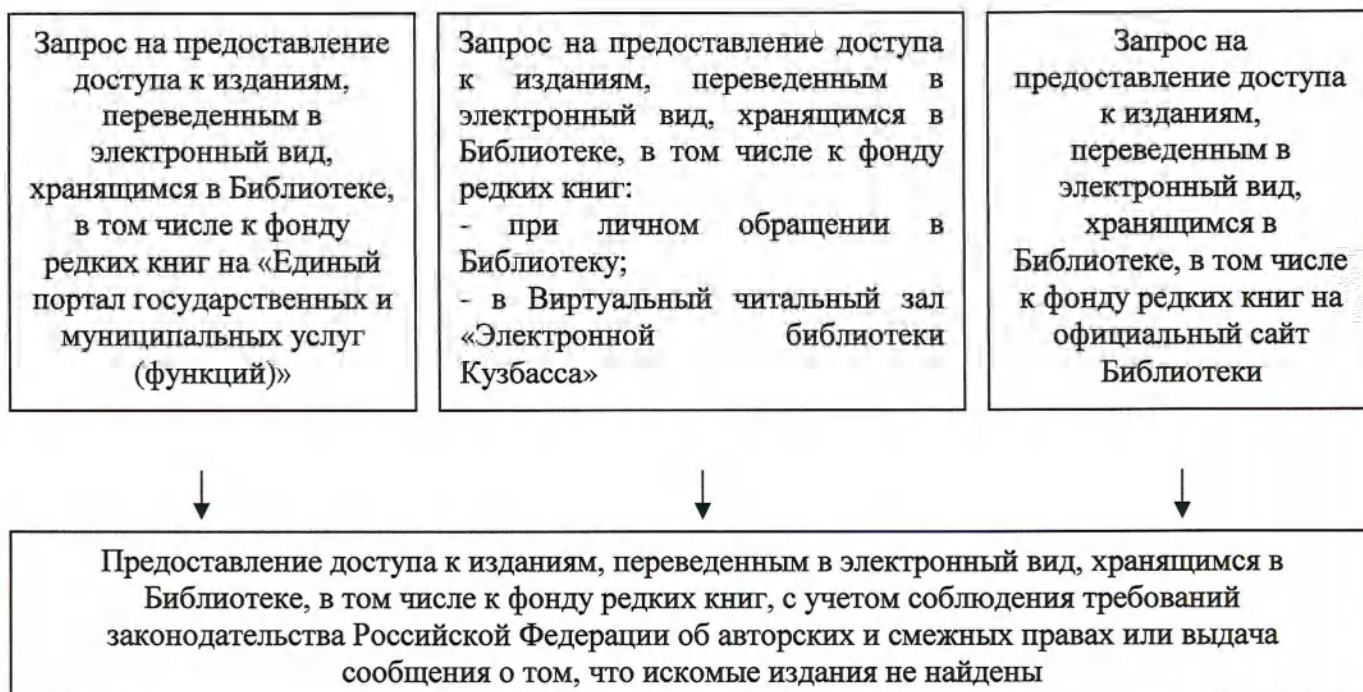 Запрос на предоставление
доступа к изданиям,
переведенным в
электронный вид,
хранящимся в Библиотеке,
в том числе к фонду
редких книг на «Единый
портал государственных и
муниципальных услуг
(функций)»
Запрос на предоставление доступа
к изданиям, переведенным в
электронный вид, хранящимся в
Библиотеке, в том числе к фонду
редких книг:
- при личном обращении в
Библиотеку;
- в Виртуальный читальный зал
«Электронной библиотеки
Кузбасса»
Запрос на
предоставление доступа
к изданиям,
переведенным в
электронный вид,
хранящимся в
Библиотеке, в том числе
к фонду редких книг на
официальный сайт
Библиотеки
Предоставление доступа к изданиям, переведенным в электронный вид, хранящимся в
Библиотеке, в том числе к фонду редких книг, с учетом соблюдения требований
законодательства Российской Федерации об авторских и смежных правах или выдача
сообщения о том, что искомые издания не найдены